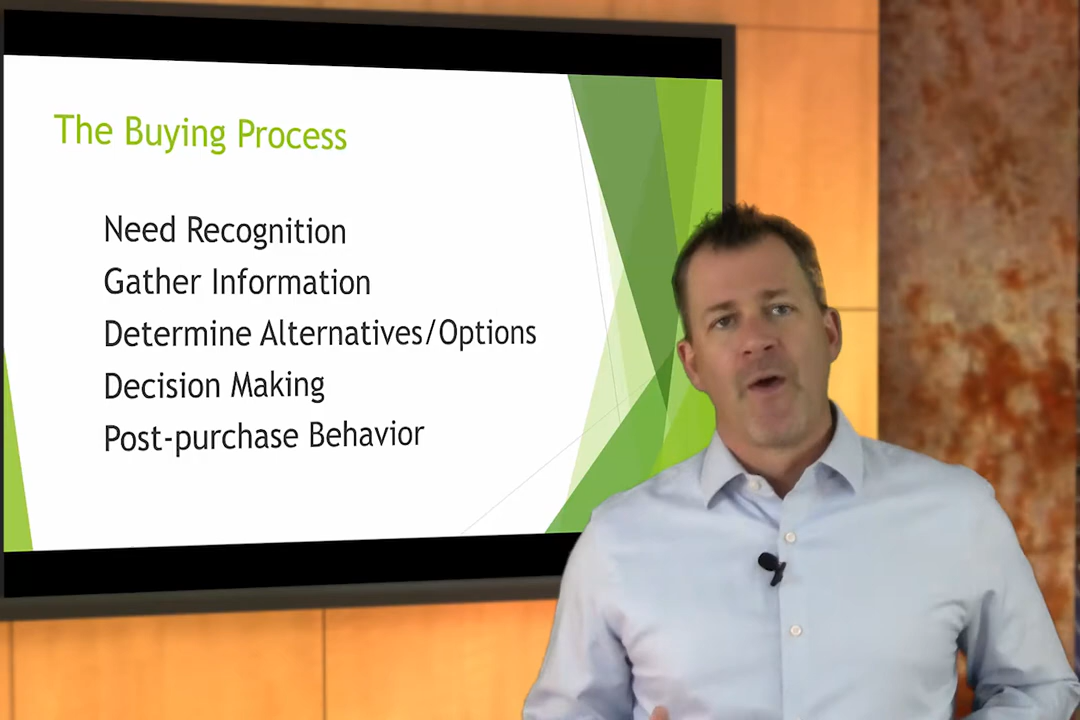 The Buying Process
Need Recognition
Gather Information
Determine Alternatives/Options
Decision Making
Post-purchase Behavior